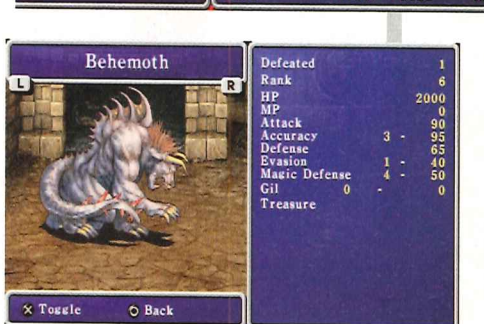 Behemoth
L R
× Toggle ○ Back
Defeated 1
Rank 6
HP 2000
MP 0
Attack 90
Accuracy 3 - 95
Defense 65
Evasion 1 - 40
Magic Defense 4 - 50
Gil 0 - 0
Treasure